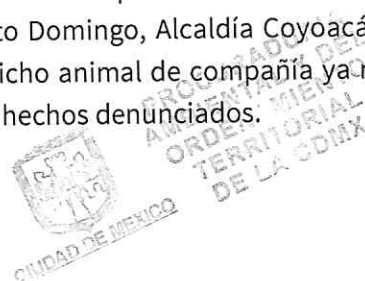 to Domingo, Alcaldía Coyoacá
icho animal de compañía ya n
hechos denunciados.
PROCURADURÍA
AMBIENTAL Y DEL
ORDENAMIENTO
TERRITORIAL
DE LA CDMX
CIUDAD DE MÉXICO